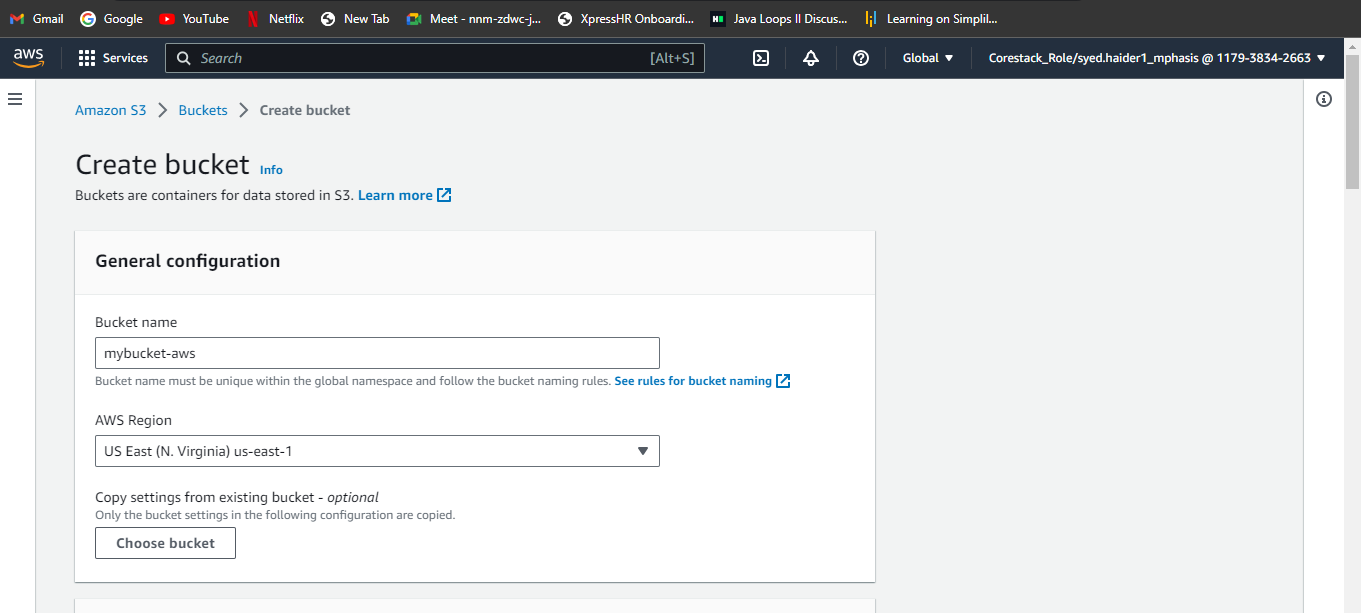 Gmail Google YouTube Netflix New Tab Meet - nnm-zdwc-j... XpressHR Onboardi... Java Loops II Discus... Learning on Simplil...
aws Services Search [Alt+S] Global Corestack_Role/syed.haider1_mphasis @ 1179-3834-2663
Amazon S3 Buckets Create bucket
Create bucket Info
Buckets are containers for data stored in S3. Learn more
General configuration
Bucket name
mybucket-aws
Bucket name must be unique within the global namespace and follow the bucket naming rules. See rules for bucket naming
AWS Region
US East (N. Virginia) us-east-1
Copy settings from existing bucket - optional
Only the bucket settings in the following configuration are copied.
Choose bucket